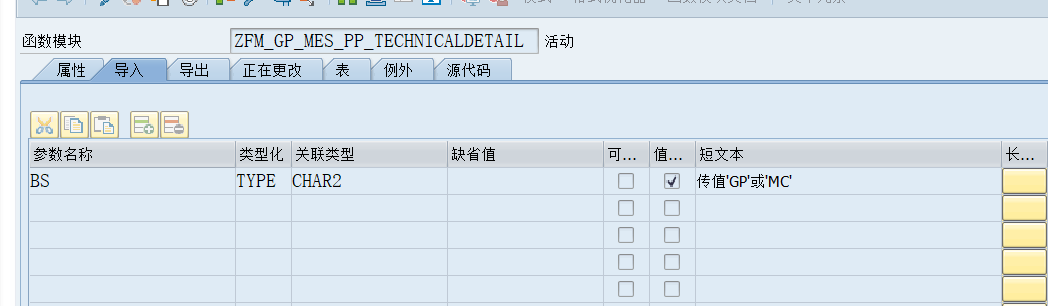 函数模块 ZFM_GP_MES_PP_TECHNICALDETAIL 活动
属性 导入 导出 正在更改 表 例外 源代码
参数名称 类型化 关联类型 缺省值 可... 值... 短文本 长...
BS TYPE CHAR2 传值'GP'或'MC'